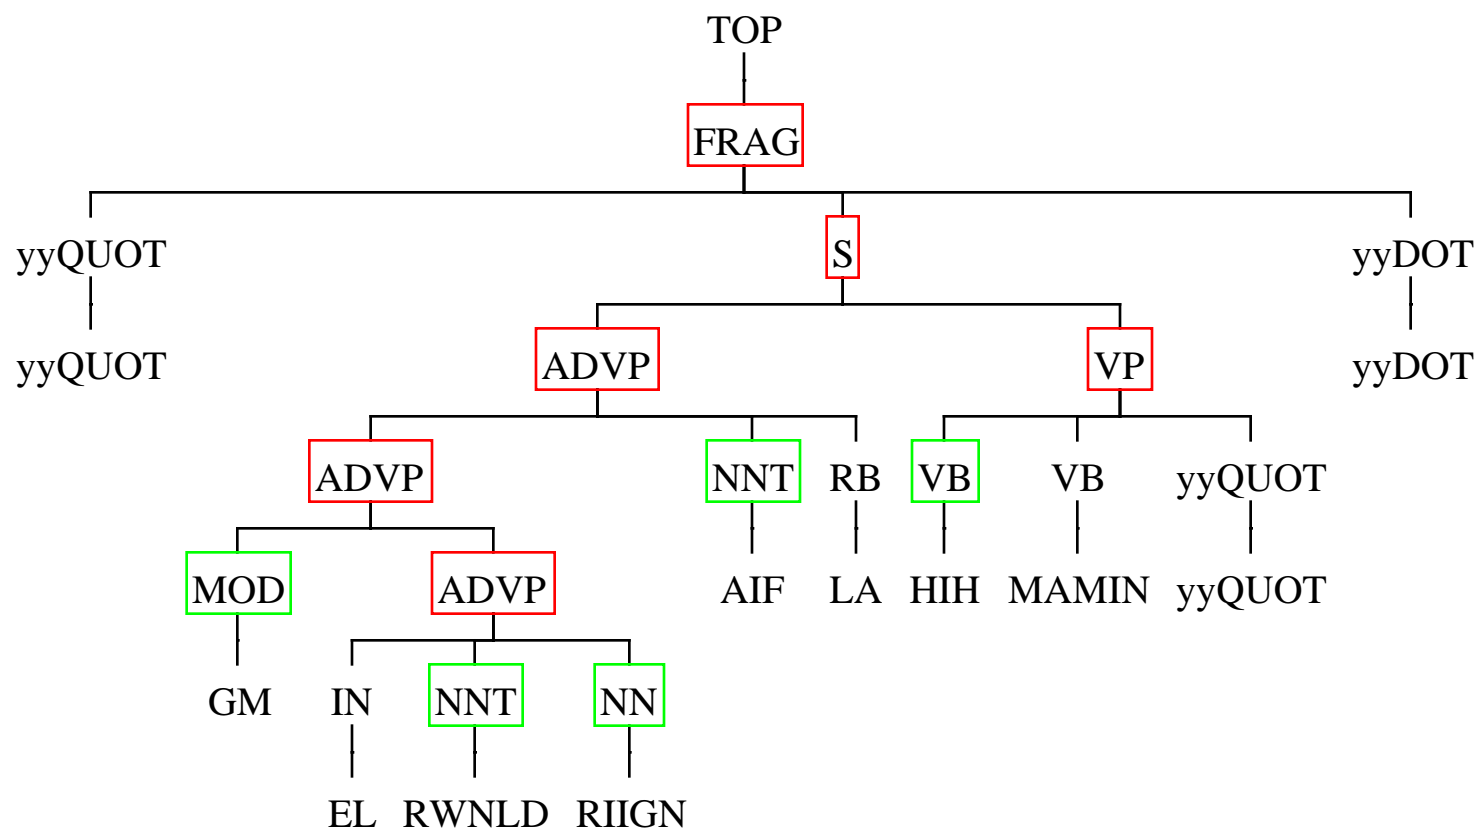 TOP
FRAG
yyQUOT S yyDOT
yyQUOT ADVP VP yyDOT
ADVP NNT RB VB VB yyQUOT
MOD ADVP AIF LA HIH MAMIN yyQUOT
GM IN NNT NN
EL RWNLD RIIGN